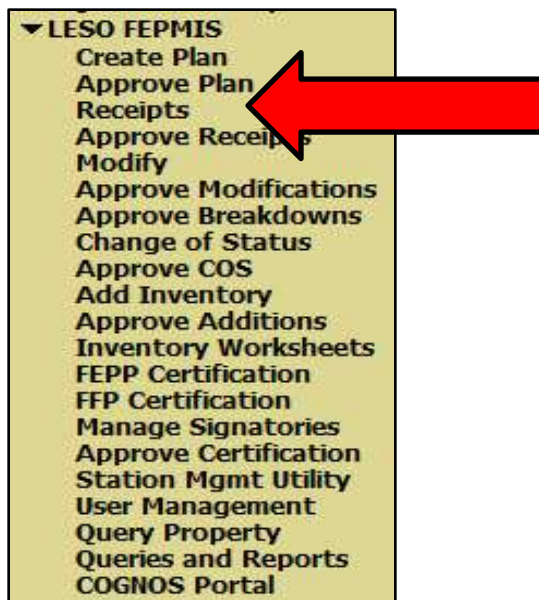 LESO FEPMIS
Create Plan
Approve Plan
Receipts
Approve Receipts
Modify
Approve Modifications
Approve Breakdowns
Change of Status
Approve COS
Add Inventory
Approve Additions
Inventory Worksheets
FEPP Certification
FFP Certification
Manage Signatories
Approve Certification
Station Mgmt Utility
User Management
Query Property
Queries and Reports
COGNOS Portal